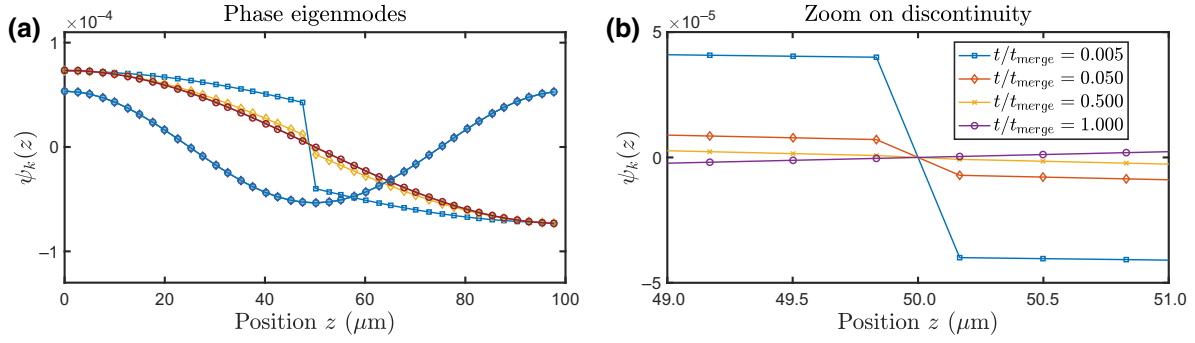 (a)
Phase eigenmodes
×10⁻⁴
1
0
−1
ψₖ(z)
0 20 40 60 80 100
Position z (μm)
(b)
Zoom on discontinuity
×10⁻⁵
5
0
−5
ψₖ(z)
49.0 49.5 50.0 50.5 51.0
Position z (μm)
t/t_merge = 0.005
t/t_merge = 0.050
t/t_merge = 0.500
t/t_merge = 1.000